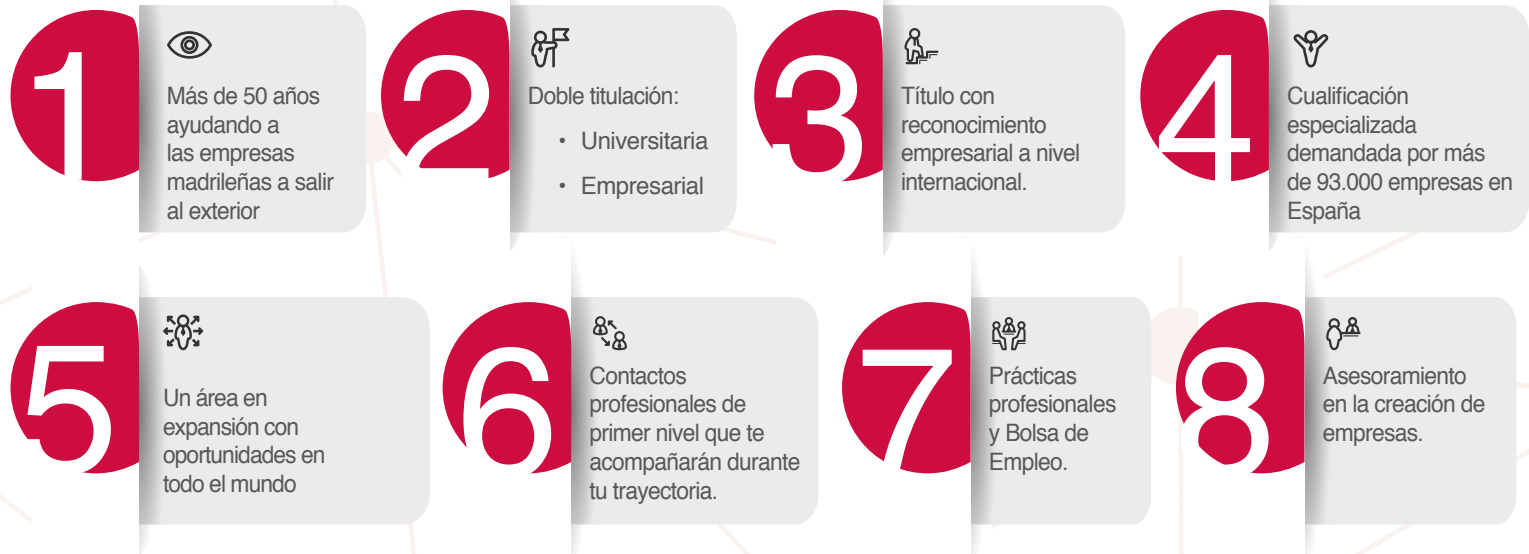 1
Más de 50 años
ayudando a
las empresas
madrileñas a salir
al exterior
2
Doble titulación:
• Universitaria
• Empresarial
3
Título con
reconocimiento
empresarial a nivel
internacional.
4
Cualificación
especializada
demandada por más
de 93.000 empresas en
España
5
Un área en
expansión con
oportunidades en
todo el mundo
6
Contactos
profesionales de
primer nivel que te
acompañarán durante
tu trayectoria.
7
Prácticas
profesionales
y Bolsa de
Empleo.
8
Asesoramiento
en la creación de
empresas.